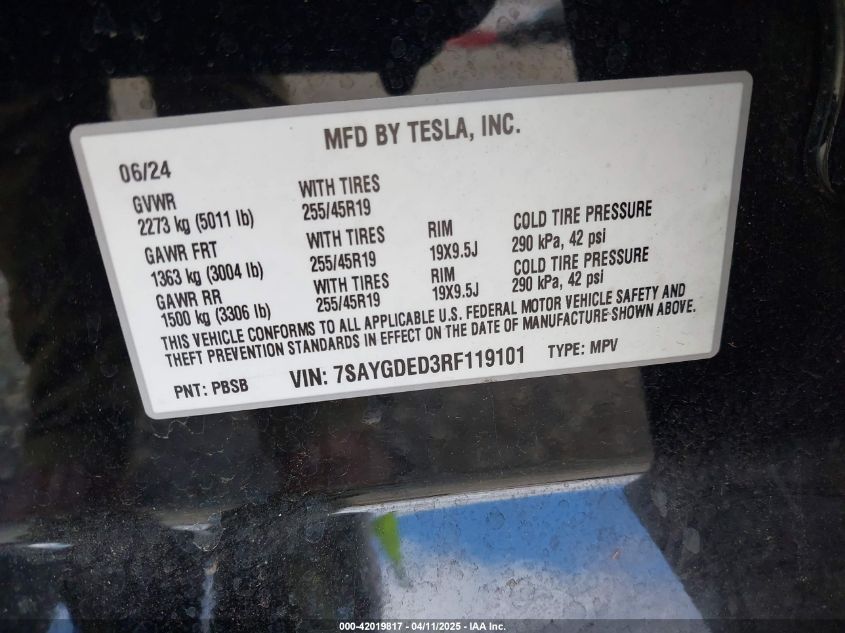 MFD BY TESLA, INC.
06/24
GVWR WITH TIRES
2273 kg (5011 lb) 255/45R19
GAWR FRT WITH TIRES RIM COLD TIRE PRESSURE
1363 kg (3004 lb) 255/45R19 19X9.5J 290 kPa, 42 psi
GAWR RR WITH TIRES RIM COLD TIRE PRESSURE
1500 kg (3306 lb) 255/45R19 19X9.5J 290 kPa, 42 psi
THIS VEHICLE CONFORMS TO ALL APPLICABLE U.S. FEDERAL MOTOR VEHICLE SAFETY AND
THEFT PREVENTION STANDARDS IN EFFECT ON THE DATE OF MANUFACTURE SHOWN ABOVE.
PNT: PBSB VIN: 7SAYGDED3RF119101 TYPE: MPV
000-42019817 - 04/11/2025 - IAA Inc.